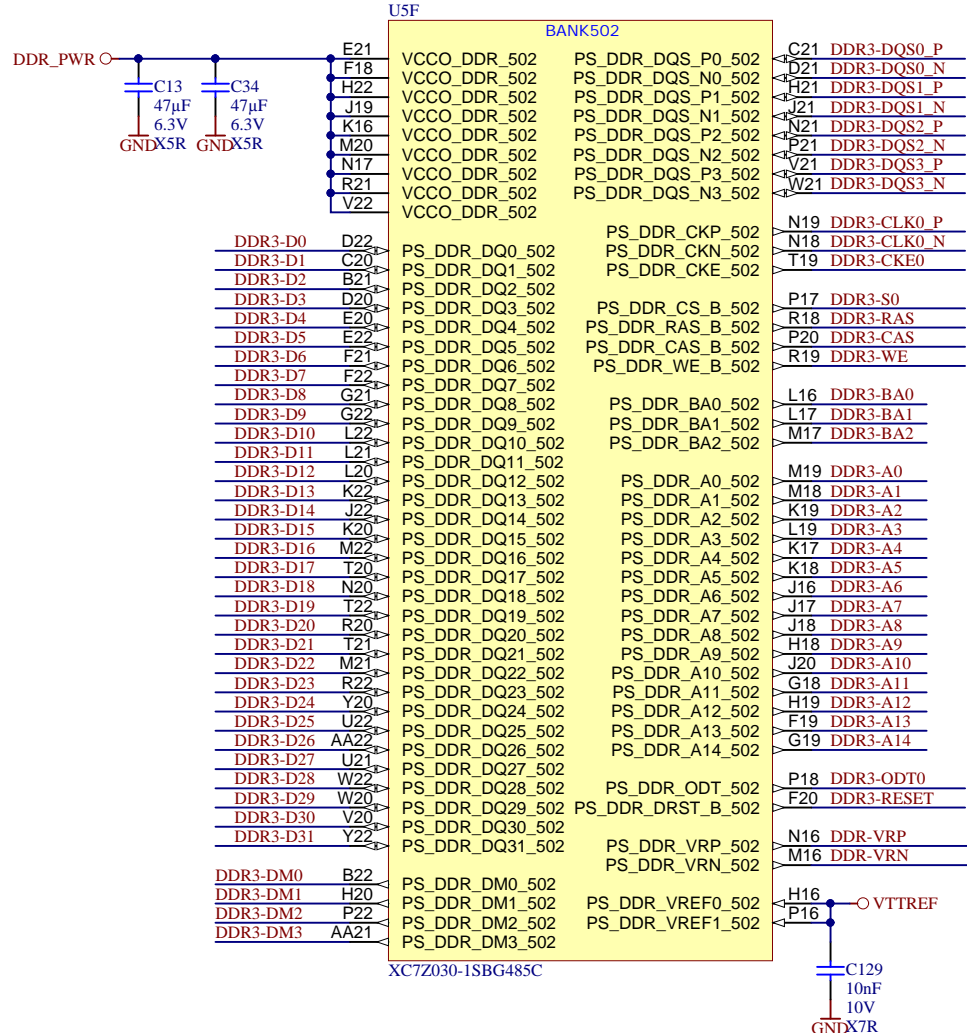 U5F
BANK502
DDR_PWR
C13
47µF
6.3V
X5R
GND
C34
47µF
6.3V
X5R
GND
E21 VCCO_DDR_502
F18 VCCO_DDR_502
H22 VCCO_DDR_502
J19 VCCO_DDR_502
K16 VCCO_DDR_502
M20 VCCO_DDR_502
N17 VCCO_DDR_502
R21 VCCO_DDR_502
V22 VCCO_DDR_502
DDR3-D0 D22 PS_DDR_DQ0_502
DDR3-D1 C20 PS_DDR_DQ1_502
DDR3-D2 B21 PS_DDR_DQ2_502
DDR3-D3 D20 PS_DDR_DQ3_502
DDR3-D4 E20 PS_DDR_DQ4_502
DDR3-D5 E22 PS_DDR_DQ5_502
DDR3-D6 F21 PS_DDR_DQ6_502
DDR3-D7 F22 PS_DDR_DQ7_502
DDR3-D8 G21 PS_DDR_DQ8_502
DDR3-D9 G22 PS_DDR_DQ9_502
DDR3-D10 L22 PS_DDR_DQ10_502
DDR3-D11 L21 PS_DDR_DQ11_502
DDR3-D12 L20 PS_DDR_DQ12_502
DDR3-D13 K22 PS_DDR_DQ13_502
DDR3-D14 J22 PS_DDR_DQ14_502
DDR3-D15 K20 PS_DDR_DQ15_502
DDR3-D16 M22 PS_DDR_DQ16_502
DDR3-D17 T20 PS_DDR_DQ17_502
DDR3-D18 N20 PS_DDR_DQ18_502
DDR3-D19 T22 PS_DDR_DQ19_502
DDR3-D20 R20 PS_DDR_DQ20_502
DDR3-D21 T21 PS_DDR_DQ21_502
DDR3-D22 M21 PS_DDR_DQ22_502
DDR3-D23 R22 PS_DDR_DQ23_502
DDR3-D24 Y20 PS_DDR_DQ24_502
DDR3-D25 U22 PS_DDR_DQ25_502
DDR3-D26 AA22 PS_DDR_DQ26_502
DDR3-D27 U21 PS_DDR_DQ27_502
DDR3-D28 W22 PS_DDR_DQ28_502
DDR3-D29 W20 PS_DDR_DQ29_502
DDR3-D30 V20 PS_DDR_DQ30_502
DDR3-D31 Y22 PS_DDR_DQ31_502
DDR3-DM0 B22 PS_DDR_DM0_502
DDR3-DM1 H20 PS_DDR_DM1_502
DDR3-DM2 P22 PS_DDR_DM2_502
DDR3-DM3 AA21 PS_DDR_DM3_502
PS_DDR_DQS_P0_502 C21 DDR3-DQS0_P
PS_DDR_DQS_N0_502 D21 DDR3-DQS0_N
PS_DDR_DQS_P1_502 H21 DDR3-DQS1_P
PS_DDR_DQS_N1_502 J21 DDR3-DQS1_N
PS_DDR_DQS_P2_502 N21 DDR3-DQS2_P
PS_DDR_DQS_N2_502 P21 DDR3-DQS2_N
PS_DDR_DQS_P3_502 V21 DDR3-DQS3_P
PS_DDR_DQS_N3_502 W21 DDR3-DQS3_N
PS_DDR_CKP_502 N19 DDR3-CLK0_P
PS_DDR_CKN_502 N18 DDR3-CLK0_N
PS_DDR_CKE_502 T19 DDR3-CKE0
PS_DDR_CS_B_502 P17 DDR3-S0
PS_DDR_RAS_B_502 R18 DDR3-RAS
PS_DDR_CAS_B_502 P20 DDR3-CAS
PS_DDR_WE_B_502 R19 DDR3-WE
PS_DDR_BA0_502 L16 DDR3-BA0
PS_DDR_BA1_502 L17 DDR3-BA1
PS_DDR_BA2_502 M17 DDR3-BA2
PS_DDR_A0_502 M19 DDR3-A0
PS_DDR_A1_502 M18 DDR3-A1
PS_DDR_A2_502 K19 DDR3-A2
PS_DDR_A3_502 L19 DDR3-A3
PS_DDR_A4_502 K17 DDR3-A4
PS_DDR_A5_502 K18 DDR3-A5
PS_DDR_A6_502 J16 DDR3-A6
PS_DDR_A7_502 J17 DDR3-A7
PS_DDR_A8_502 J18 DDR3-A8
PS_DDR_A9_502 H18 DDR3-A9
PS_DDR_A10_502 J20 DDR3-A10
PS_DDR_A11_502 G18 DDR3-A11
PS_DDR_A12_502 H19 DDR3-A12
PS_DDR_A13_502 F19 DDR3-A13
PS_DDR_A14_502 G19 DDR3-A14
PS_DDR_ODT_502 P18 DDR3-ODT0
PS_DDR_DRST_B_502 F20 DDR3-RESET
PS_DDR_VRP_502 N16 DDR-VRP
PS_DDR_VRN_502 M16 DDR-VRN
PS_DDR_VREF0_502 H16 VTTREF
PS_DDR_VREF1_502 P16
C129
10nF
10V
X7R
GND
XC7Z030-1SBG485C